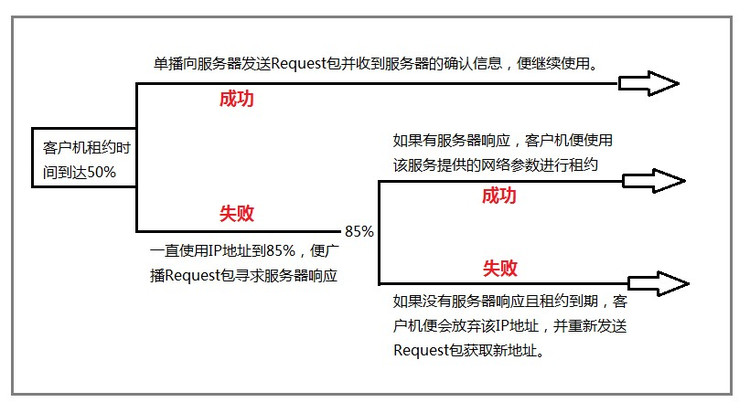 单播向服务器发送Request包并收到服务器的确认信息，便继续使用。
成功
客户机租约时
间到达50%
如果有服务器响应，客户机便使用
该服务提供的网络参数进行租约
成功
失败
85%
一直使用IP地址到85%，便广
播Request包寻求服务器响应
失败
如果没有服务器响应且租约到期，客
户机便会放弃该IP地址，并重新发送
Request包获取新地址。